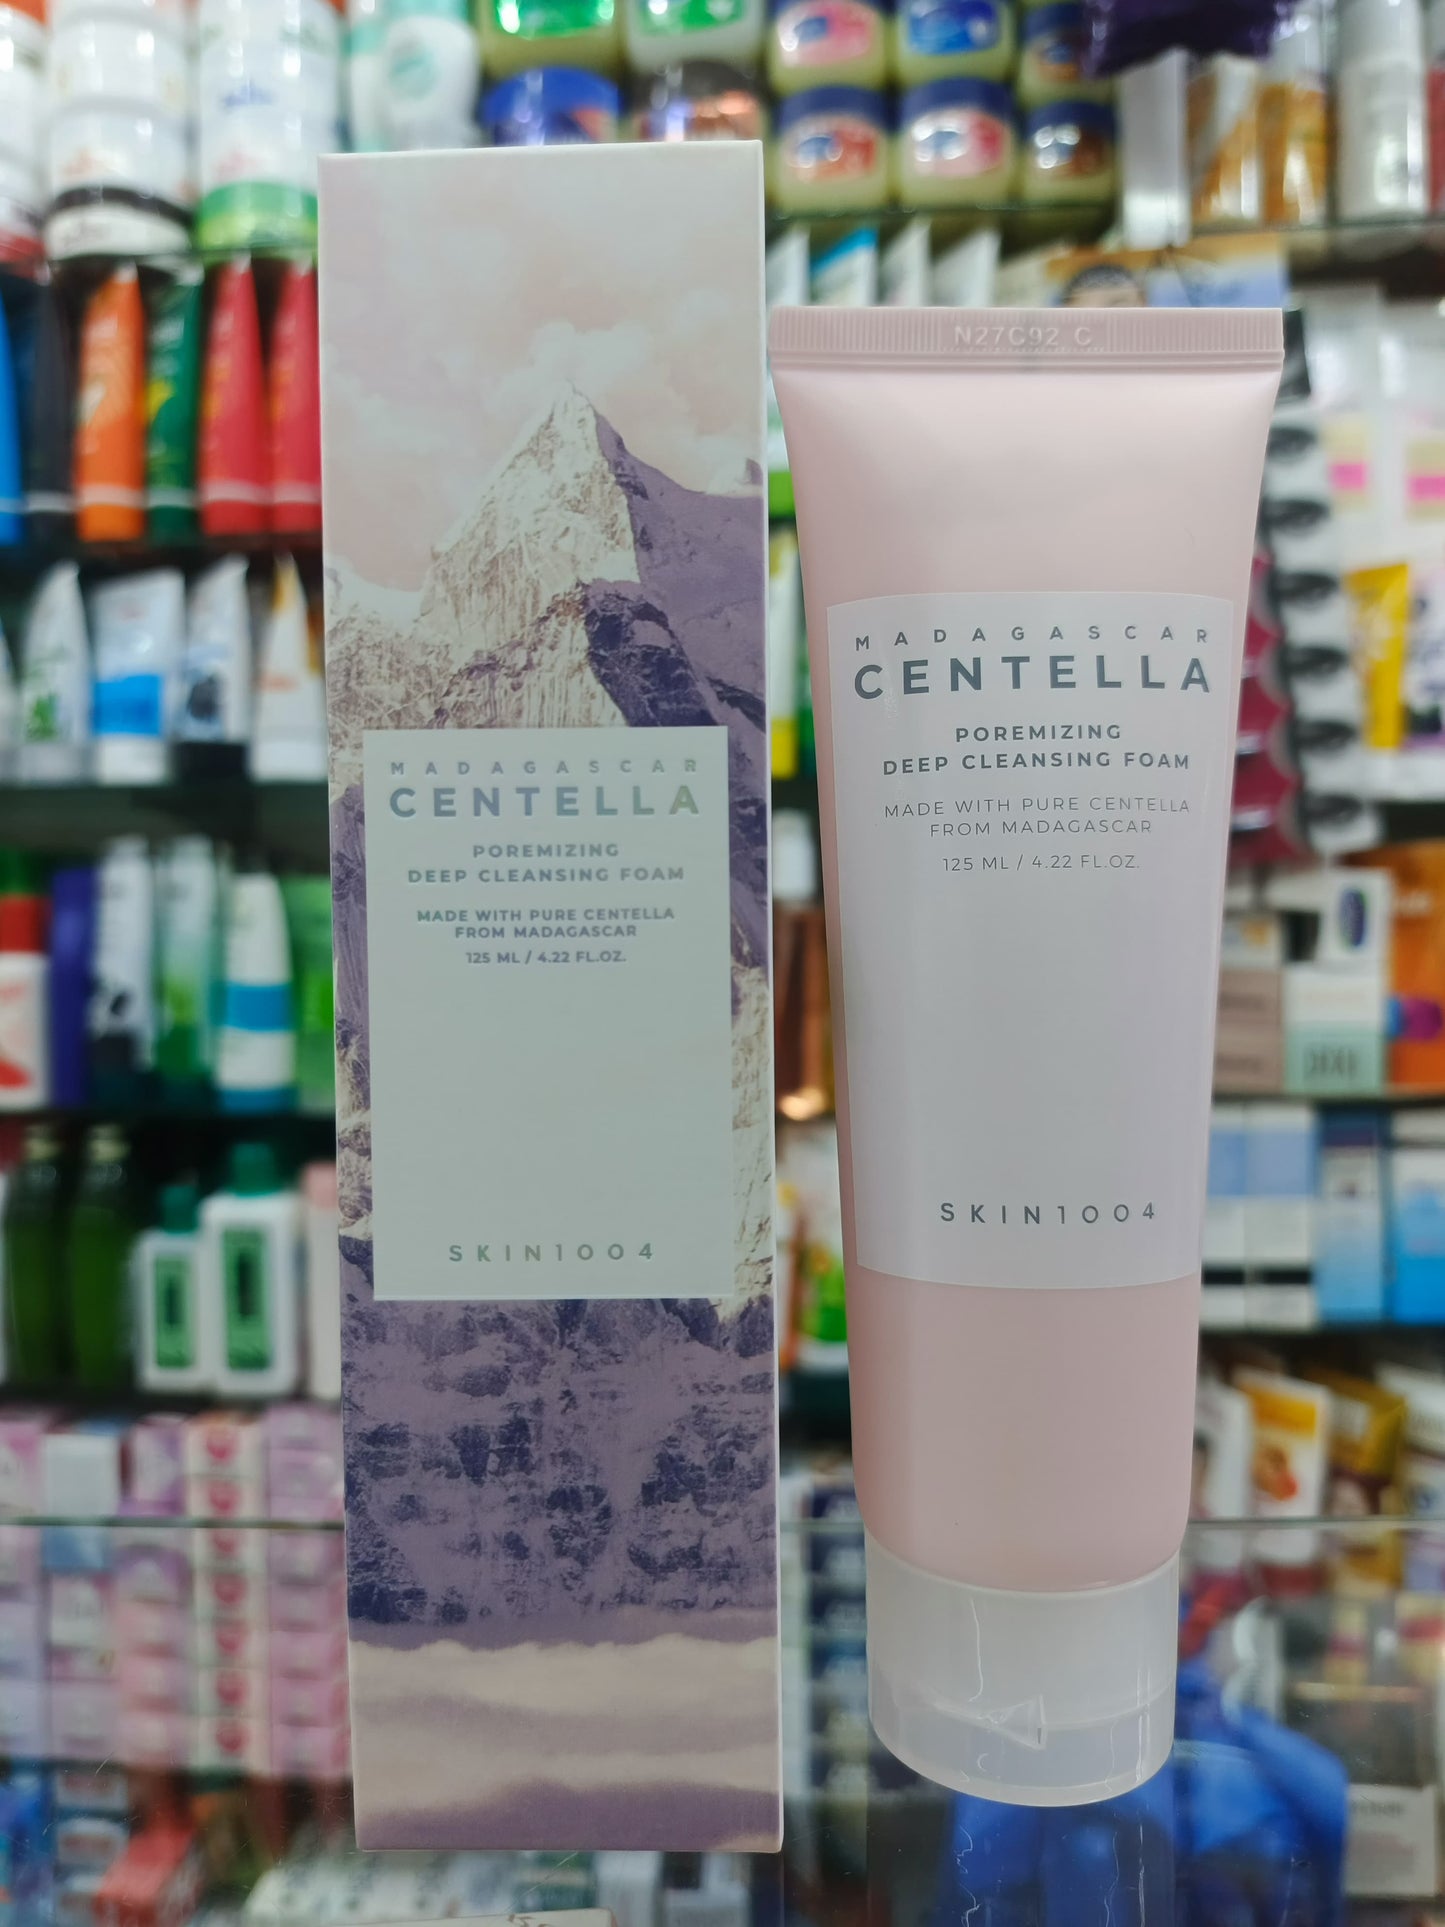 MADAGASCAR
CENTELLA
POREMIZING
DEEP CLEANSING FOAM
MADE WITH PURE CENTELLA
FROM MADAGASCAR
125 ML / 4.22 FL.OZ.
SKIN1004
N27C92 C
MADAGASCAR
CENTELLA
POREMIZING
DEEP CLEANSING FOAM
MADE WITH PURE CENTELLA
FROM MADAGASCAR
125 ML / 4.22 FL.OZ.
SKIN1004